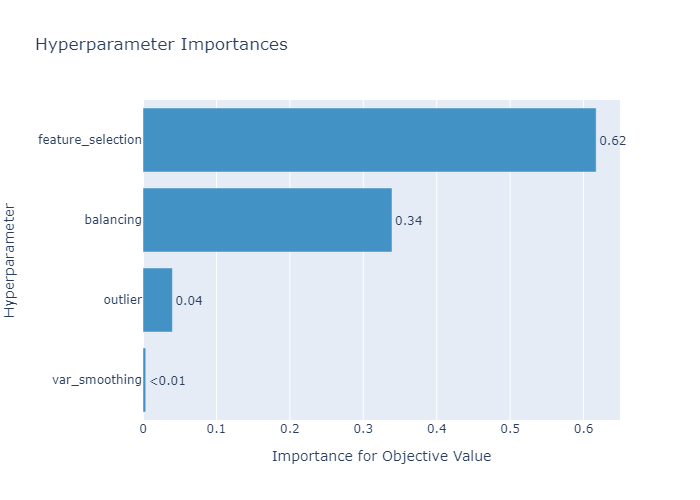 Hyperparameter Importances
Hyperparameter
feature_selection
0.62
balancing
0.34
outlier
0.04
var_smoothing
<0.01
0 0.1 0.2 0.3 0.4 0.5 0.6
Importance for Objective Value